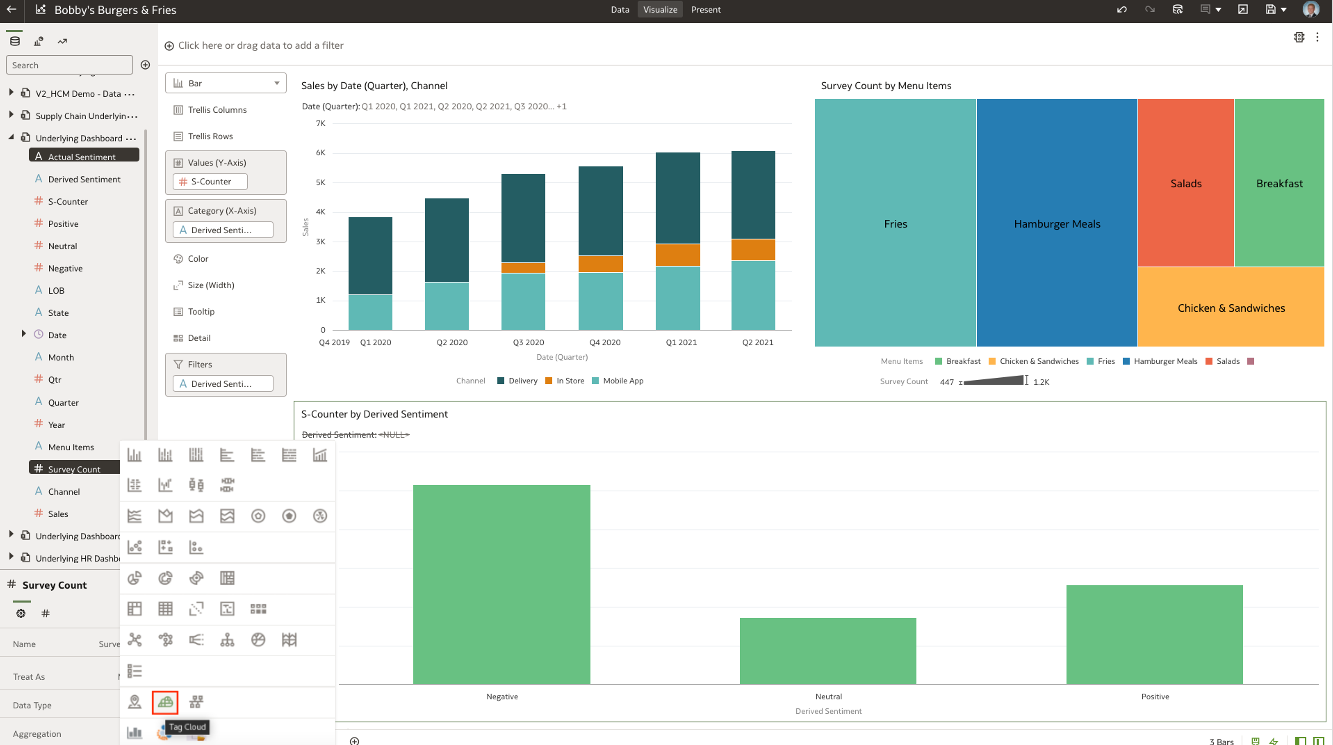 Bobby's Burgers & Fries
Data Visualize Present
Search
Click here or drag data to add a filter
V2_HCM Demo - Data ...
Supply Chain Underlyin...
Underlying Dashboard ...
Actual Sentiment
Derived Sentiment
S-Counter
Positive
Neutral
Negative
LOB
State
Date
Month
Qtr
Quarter
Year
Menu Items
Survey Count
Channel
Sales
Underlying Dashboard
Underlying HR Dashbo
Survey Count
Name Surve
Treat As
Data Type
Aggregation
Bar
Trellis Columns
Trellis Rows
Values (Y-Axis)
S-Counter
Category (X-Axis)
Derived Senti...
Color
Size (Width)
Tooltip
Detail
Filters
Derived Senti...
Tag Cloud
Sales by Date (Quarter), Channel
Date (Quarter): Q1 2020, Q1 2021, Q2 2020, Q2 2021, Q3 2020... +1
7K
6K
5K
4K
3K
2K
1K
0
Sales
Q4 2019 Q1 2020 Q2 2020 Q3 2020 Q4 2020 Q1 2021 Q2 2021
Date (Quarter)
Channel Delivery In Store Mobile App
Survey Count by Menu Items
Fries
Hamburger Meals
Salads
Breakfast
Chicken & Sandwiches
Menu Items Breakfast Chicken & Sandwiches Fries Hamburger Meals Salads
Survey Count 447 1.2K
S-Counter by Derived Sentiment
Derived Sentiment: <NULL>
Negative Neutral Positive
Derived Sentiment
3 Bars